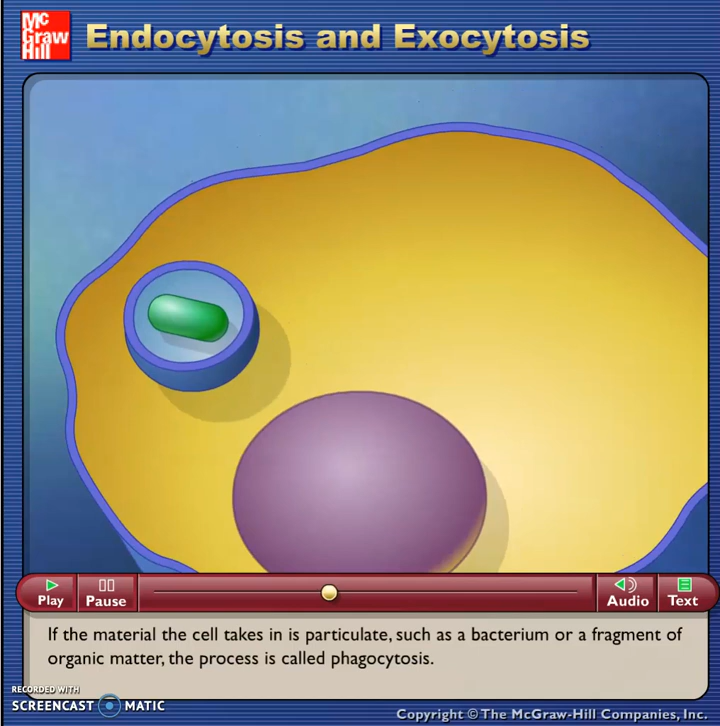 Mc
Graw
Hill
Endocytosis and Exocytosis
Play
Pause
Audio
Text
If the material the cell takes in is particulate, such as a bacterium or a fragment of
organic matter, the process is called phagocytosis.
RECORDED WITH
SCREENCAST MATIC
Copyright © The McGraw-Hill Companies, Inc.